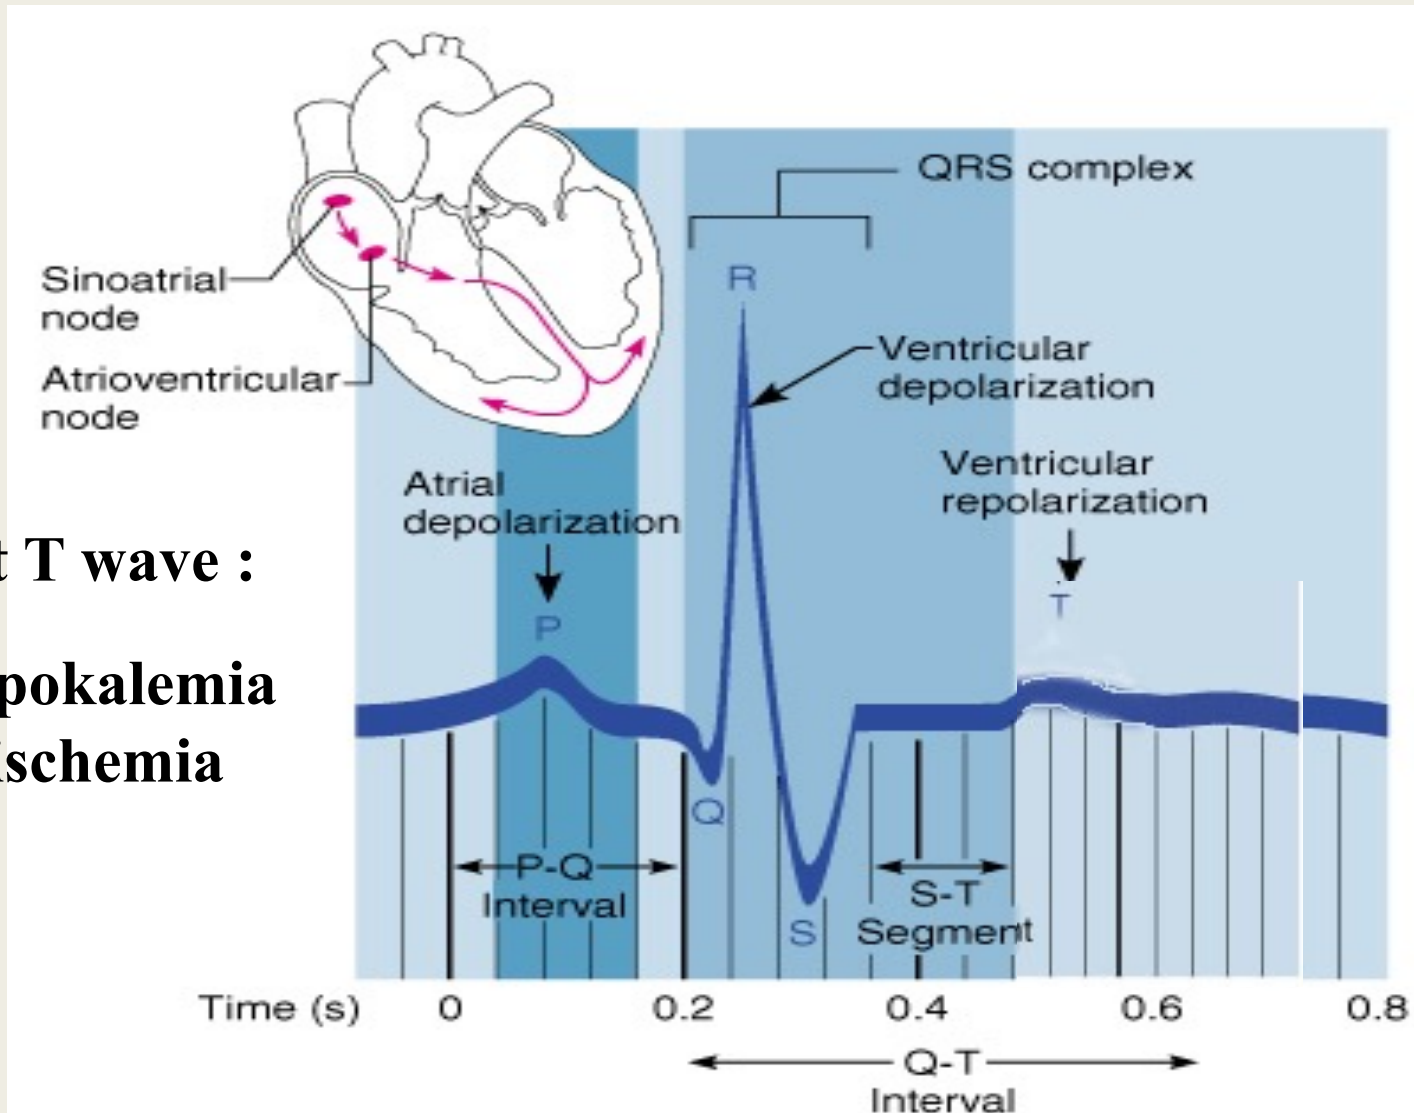 QRS complex
R
Sinoatrial
node
Atrioventricular
node
Ventricular
depolarization
Ventricular
repolarization
Atrial
depolarization
t T wave :
T
P
pokalemia
ischemia
Q
P-Q
Interval
S-T
Segment
S
Time (s) 0 0.2 0.4 0.6 0.8
Q-T
Interval